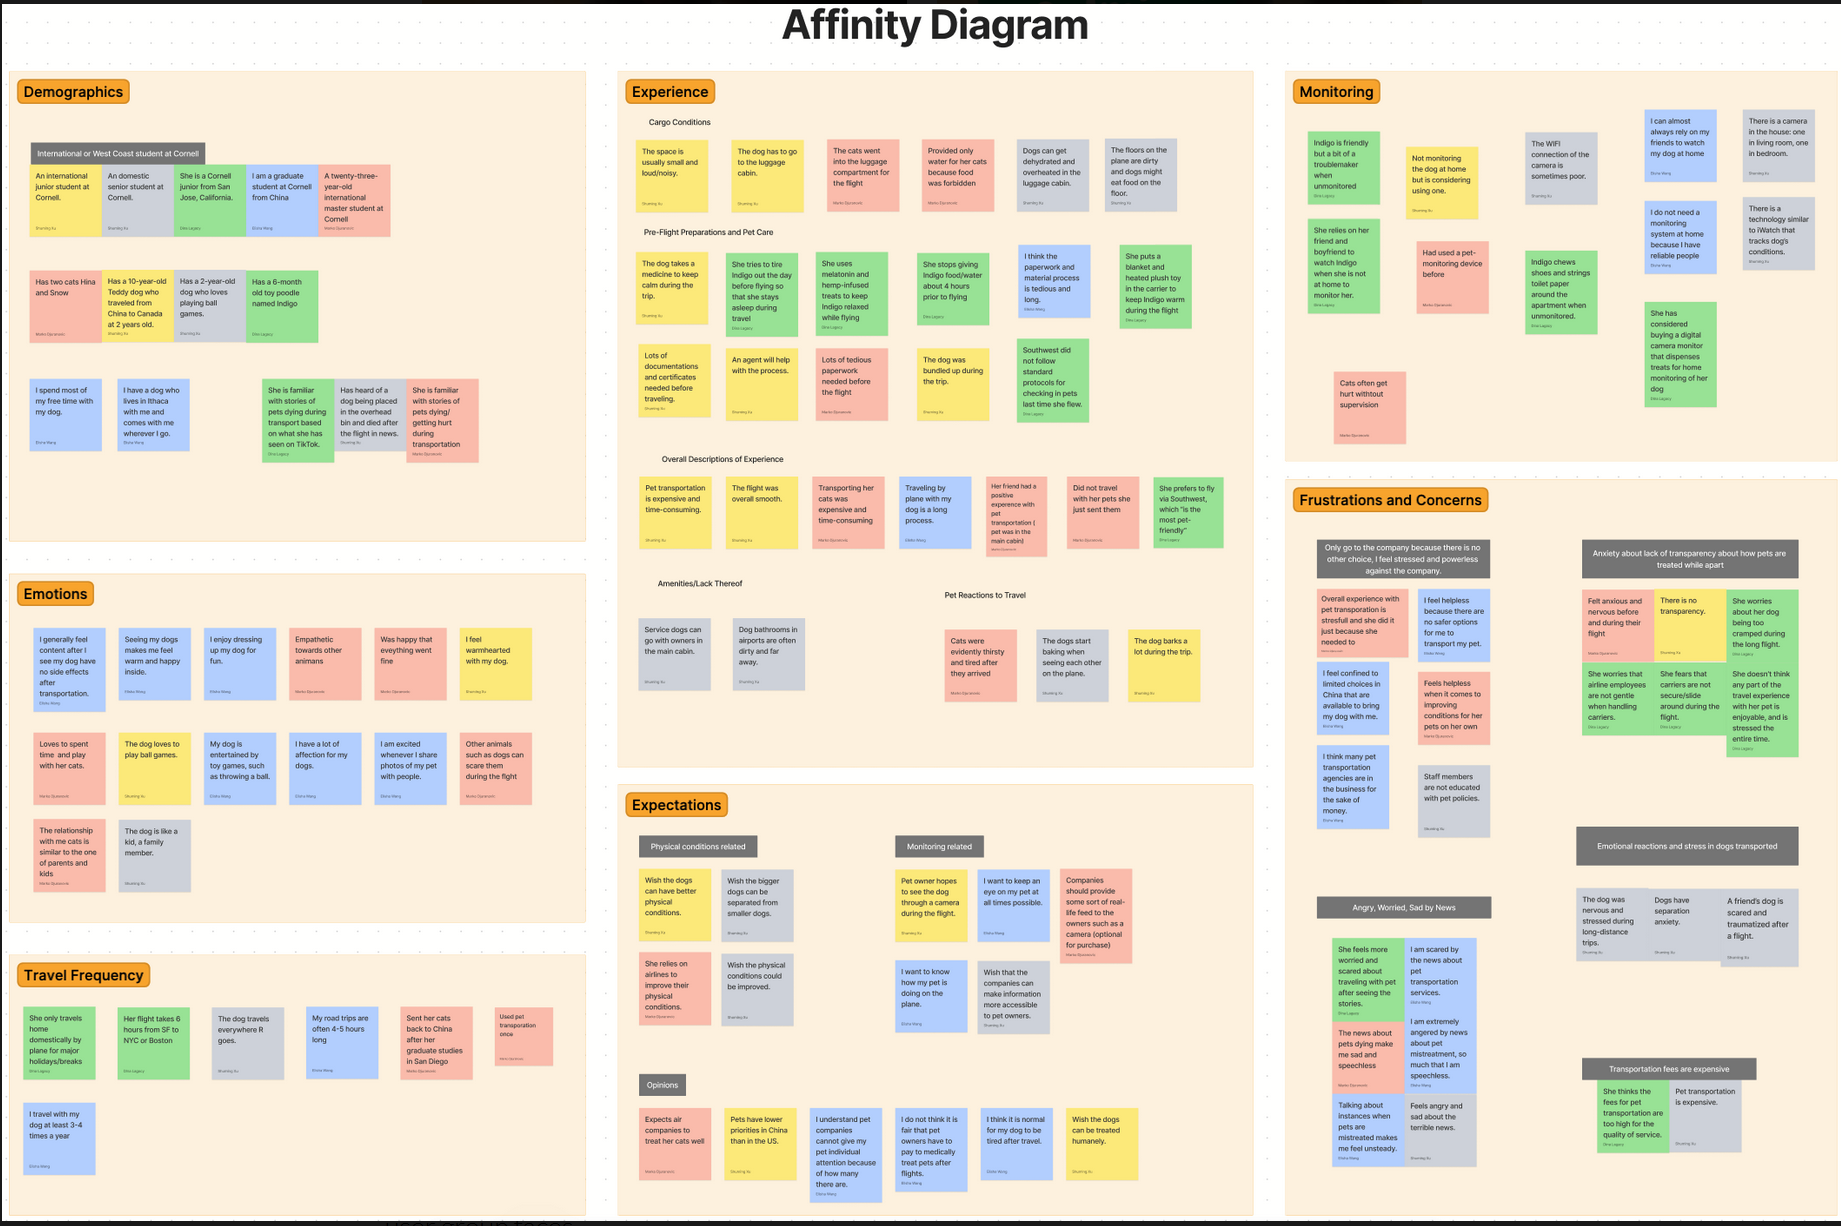 Affinity Diagram
Demographics
International or West Coast student at Cornell
An international
junior student at
Cornell.
Shuming Xu
An domestic
senior student at
Cornell.
Shuming Xu
She is a Cornell
junior from San
Jose, California.
I am a graduate
student at Cornell
from China
A twenty-three-
year-old
international
master student at
Cornell
Has two cats Hina
and Snow
Has a 10-year-old
Teddy dog who
traveled from
China to Canada
at 2 years old.
Has a 2-year-old
dog who loves
playing ball
games.
Has a 6-month
old toy poodle
named Indigo
I spend most of
my free time with
my dog.
I have a dog who
lives in Ithaca
with me and
comes with me
wherever I go.
She is familiar
with stories of
pets dying during
transport based
on what she has
seen on TikTok.
Has heard of a
dog being placed
in the overhead
bin and died after
the flight in news.
She is familiar
with stories of
pets dying/
getting hurt
during
transportation
Emotions
I generally feel
content after I
see my dog have
no side effects
after
transportation.
Seeing my dogs
makes me feel
warm and happy
inside.
I enjoy dressing
up my dog for
fun.
Empathetic
towards other
animans
Was happy that
eveything went
fine
I feel
warmhearted
with my dog.
Loves to spent
time and play
with her cats.
The dog loves to
play ball games.
My dog is
entertained by
toy games, such
as throwing a ball.
I have a lot of
affection for my
dogs.
I am excited
whenever I share
photos of my pet
with people.
Other animals
such as dogs can
scare them
during the fight
The relationship
with me cats is
similar to the one
of parents and
kids
The dog is like a
kid, a family
member.
Travel Frequency
She only travels
home
domestically by
plane for major
holidays/breaks
Her flight takes 6
hours from SF to
NYC or Boston
The dog travels
everywhere R
goes.
My road trips are
often 4-5 hours
long
Sent her cats
back to China
after her
graduate studies
in San Diego
Used pet
transporation
once
I travel with my
dog at least 3-4
times a year
Experience
Cargo Conditions
The space is
usually small and
loud/noisy.
The dog has to go
to the luggage
cabin.
The cats went
into the luggage
compartment for
the flight
Provided only
water for her cats
because food
was forbidden
Dogs can get
dehydrated and
overheated in the
luggage cabin.
The floors on the
plane are dirty
and dogs might
eat food on the
floor.
Pre-Flight Preparations and Pet Care
The dog takes a
medicine to keep
calm during the
trip.
She tries to tire
Indigo out the day
before flying so
that she stays
asleep during
travel
She uses
melatonin and
hemp-infused
treats to keep
Indigo relaxed
while flying
She stops giving
Indigo food/water
about 4 hours
prior to flying
I think the
paperwork and
material process
is tedious and
long.
She puts a
blanket and
heated plush toy
in the carrier to
keep Indigo warm
during the flight
Lots of
documentations
and certificates
needed before
traveling.
An agent will help
with the process.
Lots of tedious
paperwork
needed before
the flight
The dog was
bundled up during
the trip.
Southwest did
not follow
standard
protocols for
checking in pets
last time she flew.
Overall Descriptions of Experience
Pet transportation
is expensive and
time-consuming.
The flight was
overall smooth.
Transporting her
cats was
expensive and
time-consuming
Traveling by
plane with my
dog is a long
process.
Her friend had a
positive
experence with
pet
transportation (
pet was in the
main cabin)
Did not travel
with her pets she
just sent them
She prefers to fly
via Southwest,
which "is the
most pet-
friendly"
Amenities/Lack Thereof
Service dogs can
go with owners in
the main cabin.
Dog bathrooms in
airports are often
dirty and far
away.
Pet Reactions to Travel
Cats were
evidently thirsty
and tired after
they arrived
The dogs start
baking when
seeing each other
on the plane.
The dog barks a
lot during the trip.
Expectations
Physical conditions related
Wish the dogs
can have better
physical
conditions.
Wish the bigger
dogs can be
separated from
smaller dogs.
She relies on
airlines to
improve their
physical
conditions.
Wish the physical
conditions could
be improved.
Monitoring related
Pet owner hopes
to see the dog
through a camera
during the flight.
I want to keep an
eye on my pet at
all times possible.
Companies
should provide
some sort of real-
life feed to the
owners such as a
camera (optional
for purchase)
I want to know
how my pet is
doing on the
plane.
Wish that the
companies can
make information
more accessible
to pet owners.
Opinions
Expects air
companies to
treat her cats well
Pets have lower
priorities in China
than in the US.
I understand pet
companies
cannot give my
pet individual
attention because
of how many
there are.
I do not think it is
fair that pet
owners have to
pay to medically
treat pets after
flights.
I think it is normal
for my dog to be
tired after travel.
Wish the dogs
can be treated
humanely.
Monitoring
Indigo is friendly
but a bit of a
troublemaker
when
unmonitored
Not monitoring
the dog at home
but is considering
using one.
The WIFI
connection of the
camera is
sometimes poor.
I can almost
always rely on my
friends to watch
my dog at home
There is a camera
in the house: one
in living room, one
in bedroom.
She relies on her
friend and
boyfriend to
watch Indigo
when she is not
at home to
monitor her.
Had used a pet-
monitoring device
before
Indigo chews
shoes and strings
toilet paper
around the
apartment when
unmonitored.
I do not need a
monitoring
system at home
because I have
reliable people
There is a
technology similar
to iWatch that
tracks dog's
conditions.
She has
considered
buying a digital
camera monitor
that dispenses
treats for home
monitoring of her
dog
Cats often get
hurt wihtout
supervision
Frustrations and Concerns
Only go to the company because there is no
other choice, I feel stressed and powerless
against the company.
Overall experience with
pet transporation is
stresfull and she did it
just because she
needed to
I feel helpless
because there are
no safer options
for me to
transport my pet.
I feel confined to
limited choices in
China that are
available to bring
my dog with me.
Feels helpless
when it comes to
improving
conditions for her
pets on her own
I think many pet
transportation
agencies are in
the business for
the sake of
money.
Staff members
are not educated
with pet policies.
Anxiety about lack of transparency about how pets are
treated while apart
Felt anxious and
nervous before
and during their
flight
There is no
transparency.
She worries
about her dog
being too
cramped during
the long flight.
She worries that
airline employees
are not gentle
when handling
carriers.
She fears that
carriers are not
secure/slide
around during the
flight.
She doesn't think
any part of the
travel experience
with her pet is
enjoyable, and is
stressed the
entire time.
Emotional reactions and stress in dogs transported
The dog was
nervous and
stressed during
long-distance
trips.
Dogs have
separation
anxiety.
A friend's dog is
scared and
traumatized after
a flight.
Angry, Worried, Sad by News
She feels more
worried and
scared about
traveling with pet
after seeing the
stories.
I am scared by
the news about
pet
transportation
services.
The news about
pets dying make
me sad and
speechless
I am extremely
angered by news
about pet
mistreatment, so
much that I am
speechless.
Talking about
instances when
pets are
mistreated makes
me feel unsteady.
Feels angry and
sad about the
terrible news.
Transportation fees are expensive
She thinks the
fees for pet
transportation are
too high for the
quality of service.
Pet transportation
is expensive.